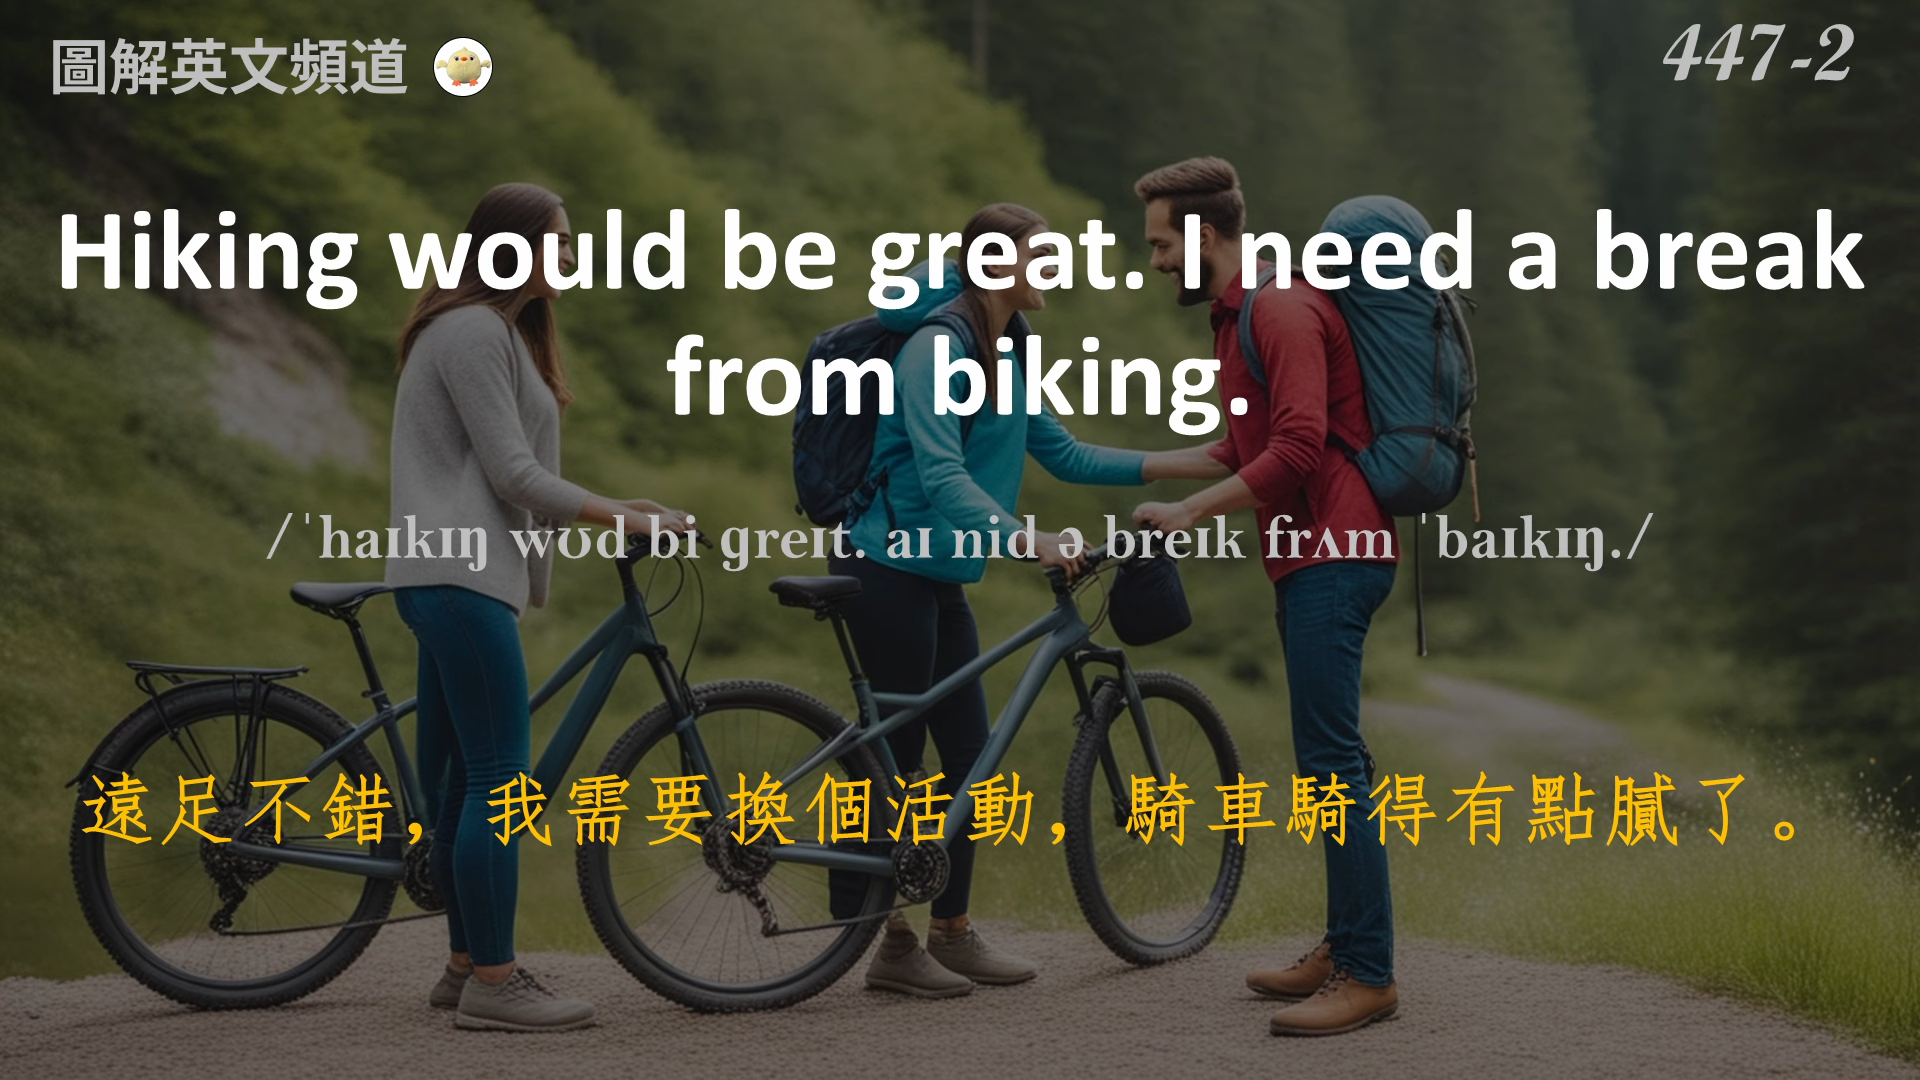 圖解英文頻道
447-2
Hiking would be great. I need a break
from biking.
/ˈhaɪkɪŋ wʊd bi ɡreɪt. aɪ nid ə breɪk frʌm ˈbaɪkɪŋ./
遠足不錯，我需要換個活動，騎車騎得有點膩了。